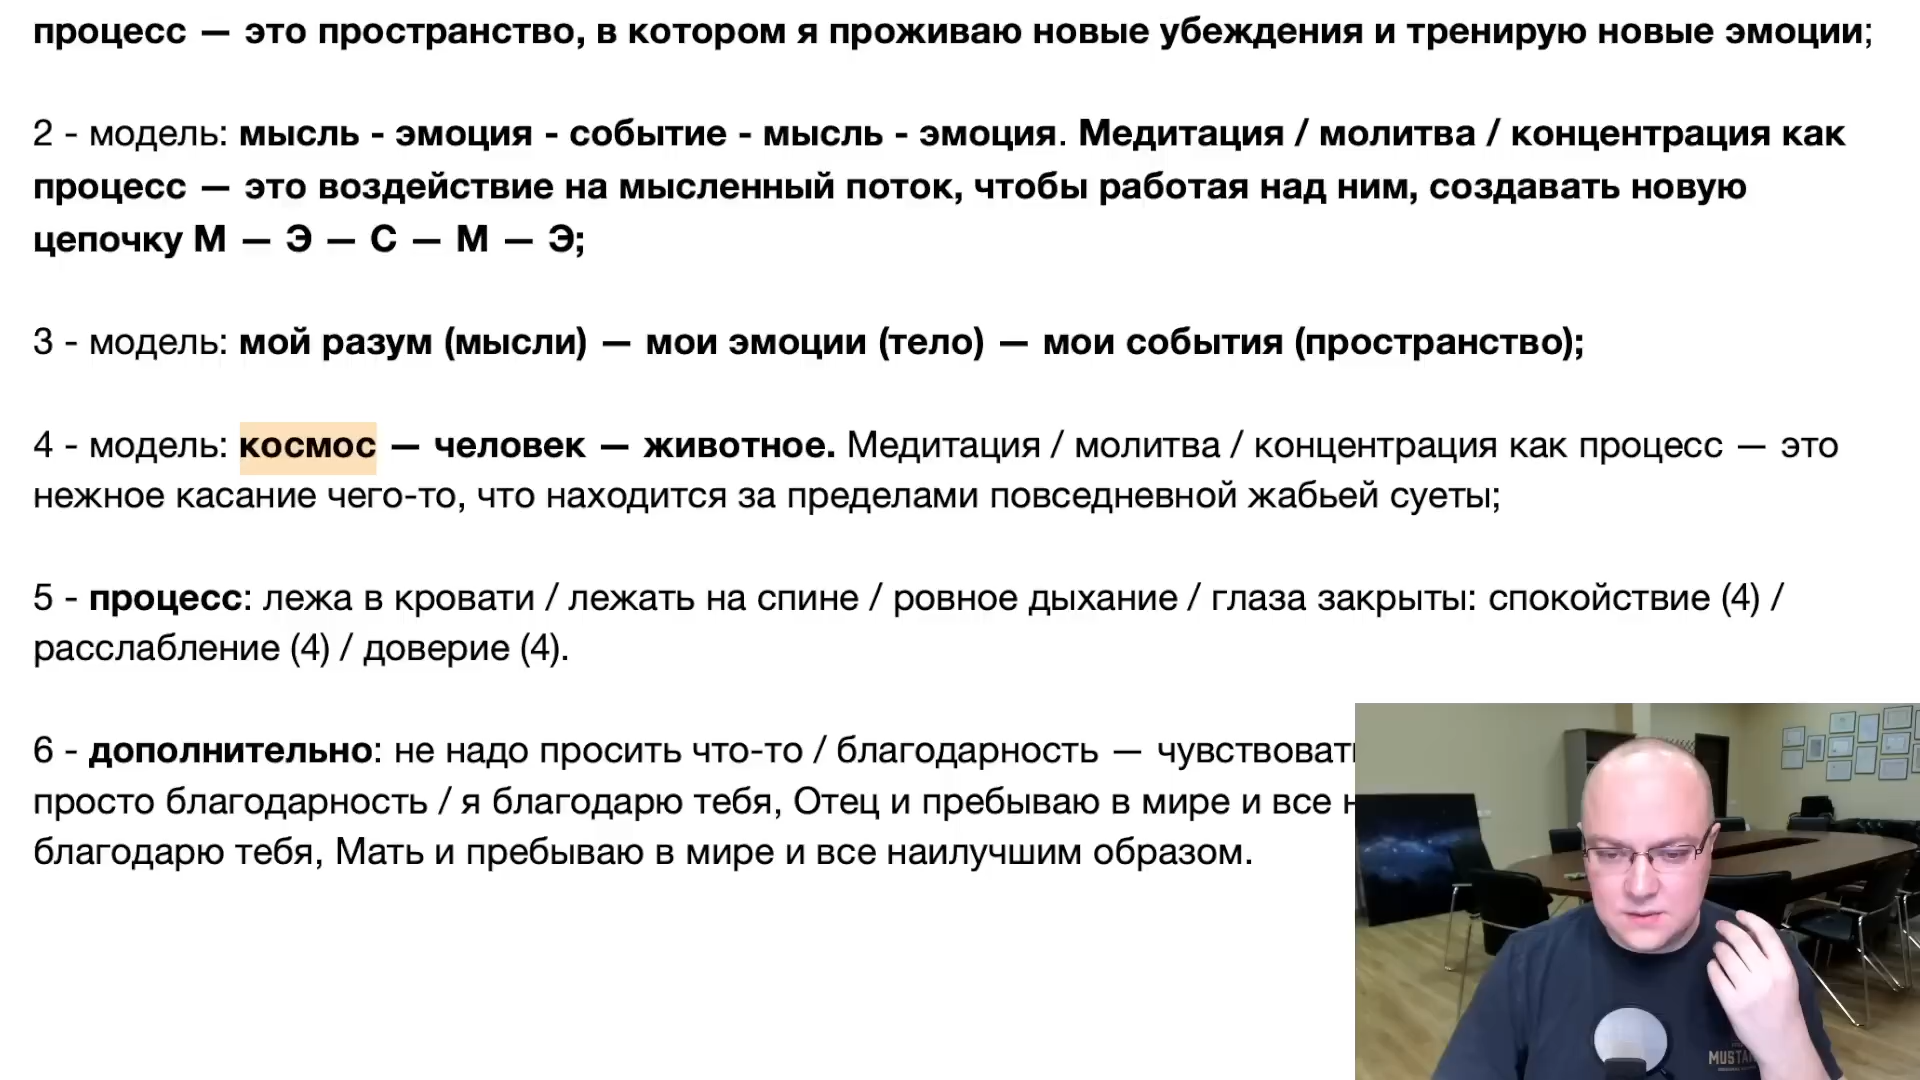 процесс — это пространство, в котором я проживаю новые убеждения и тренирую новые эмоции;
2 - модель: мысль - эмоция - событие - мысль - эмоция. Медитация / молитва / концентрация как
процесс — это воздействие на мысленный поток, чтобы работая над ним, создавать новую
цепочку М — Э — С — М — Э;
3 - модель: мой разум (мысли) — мои эмоции (тело) — мои события (пространство);
4 - модель: космос — человек — животное. Медитация / молитва / концентрация как процесс — это
нежное касание чего-то, что находится за пределами повседневной жабьей суеты;
5 - процесс: лежа в кровати / лежать на спине / ровное дыхание / глаза закрыты: спокойствие (4) /
расслабление (4) / доверие (4).
6 - дополнительно: не надо просить что-то / благодарность — чувствовать
просто благодарность / я благодарю тебя, Отец и пребываю в мире и все
благодарю тебя, Мать и пребываю в мире и все наилучшим образом.